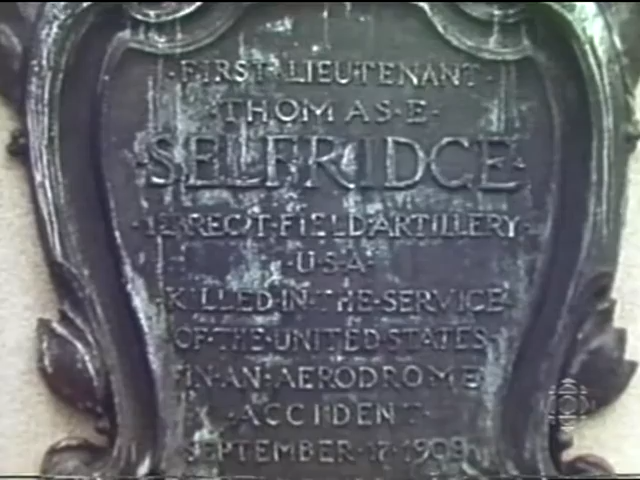 ·FIRST·LIEUTENANT·
·THOMAS·E·
·SELFRIDGE·
REGT·FIELD·ARTILLERY·
·U·S·A·
·KILLED·IN·THE·SERVICE·
OF·THE·UNITED·STATES·
IN·AN·AERODROME
·ACCIDENT·
SEPTEMBER·17·1908